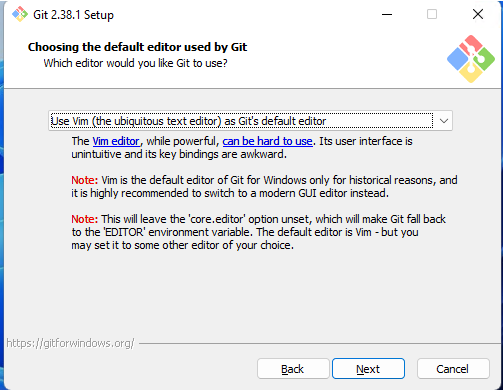 Git 2.38.1 Setup
Choosing the default editor used by Git
Which editor would you like Git to use?
Use Vim (the ubiquitous text editor) as Git's default editor
The Vim editor, while powerful, can be hard to use. Its user interface is
unintuitive and its key bindings are awkward.
Note: Vim is the default editor of Git for Windows only for historical reasons, and
it is highly recommended to switch to a modern GUI editor instead.
Note: This will leave the 'core.editor' option unset, which will make Git fall back
to the 'EDITOR' environment variable. The default editor is Vim - but you
may set it to some other editor of your choice.
https://gitforwindows.org/
Back Next Cancel